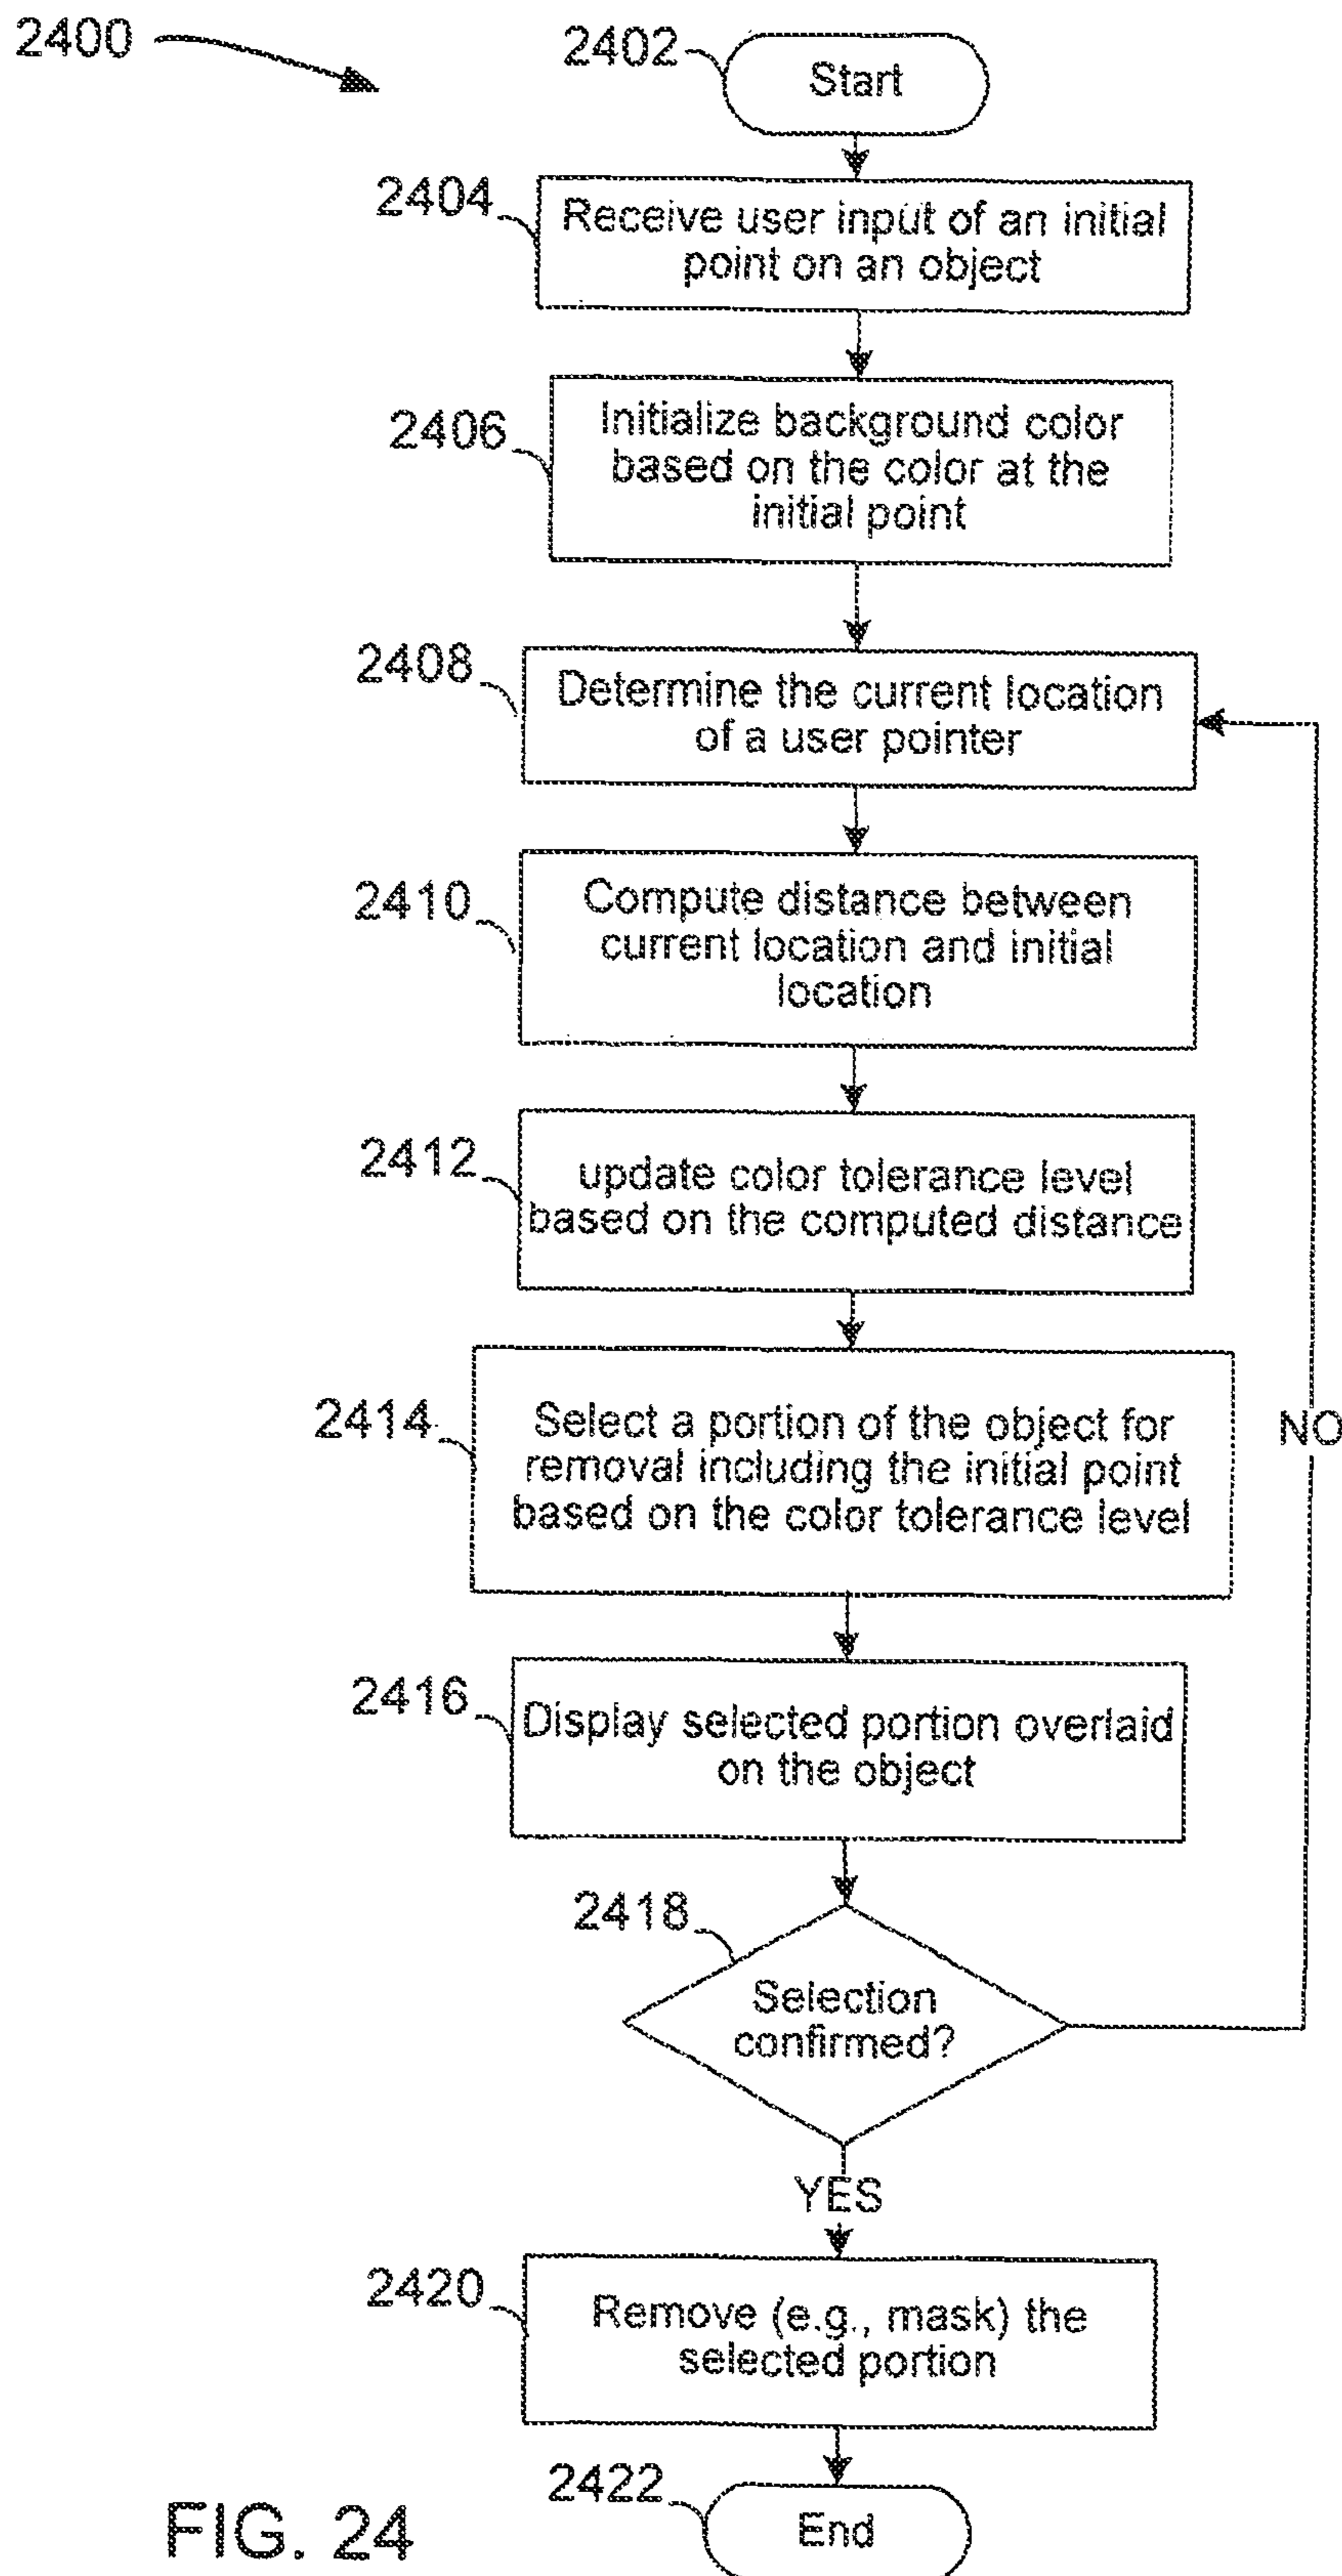 2400
2402
Start
2404
Receive user input of an initial
point on an object
2406
Initialize background color
based on the color at the
initial point
2408
Determine the current location
of a user pointer
2410
Compute distance between
current location and initial
location
2412
update color tolerance level
based on the computed distance
2414
Select a portion of the object for
removal including the initial point
based on the color tolerance level
NO
2416
Display selected portion overlaid
on the object
2418
Selection
confirmed?
YES
2420
Remove (e.g., mask) the
selected portion
2422
End
FIG. 24